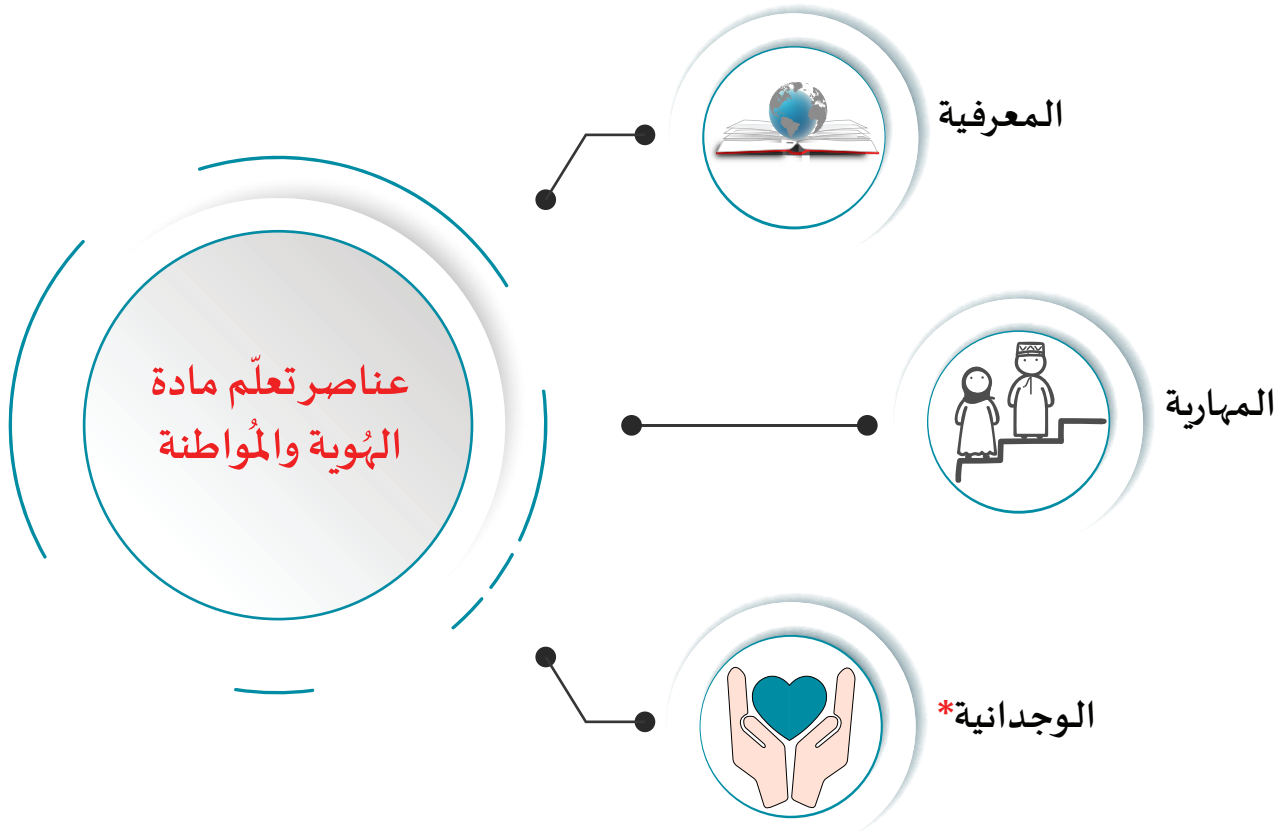 عناصر تعلّم مادة
الهُوية والمُواطنة
المعرفية
المهارية
الوجدانية*